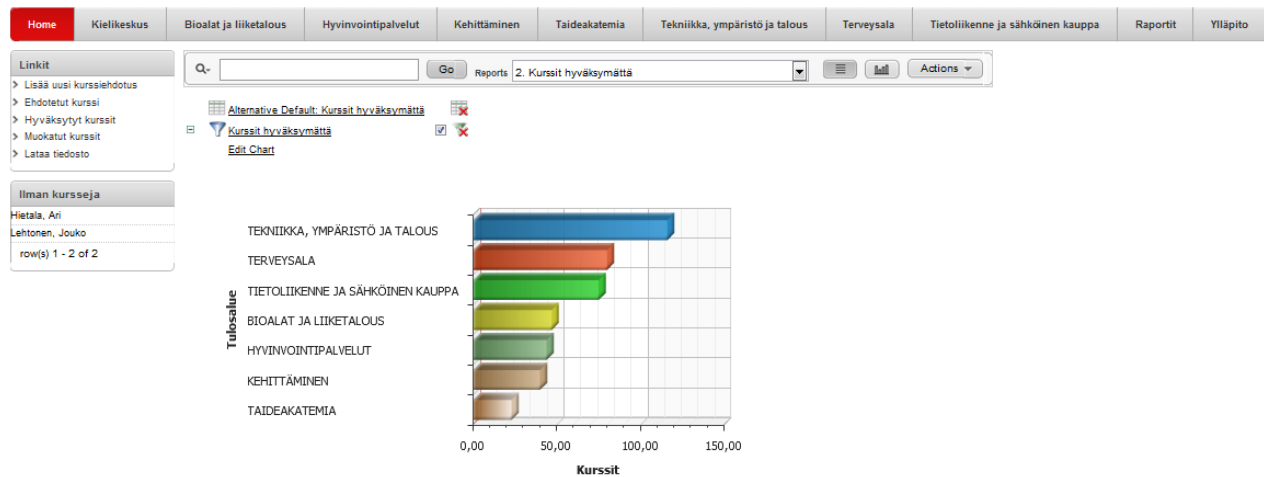 Home Kielikeskus Bioalat ja liiketalous Hyvinvointipalvelut Kehittäminen Taideakatemia Tekniikka, ympäristö ja talous Terveysala Tietoliikenne ja sähköinen kauppa Raportit Ylläpito
Linkit
Lisää uusi kurssiehdotus
Ehdotetut kurssi
Hyväksytyt kurssit
Muokatut kurssit
Lataa tiedosto
Ilman kursseja
Hietala, Ari
Lehtonen, Jouko
row(s) 1 - 2 of 2
Go Reports 2. Kurssit hyväksymättä Actions
Alternative Default: Kurssit hyväksymättä
Kurssit hyväksymättä
Edit Chart
Tulosalue
TEKNIIKKA, YMPÄRISTÖ JA TALOUS
TERVEYSALA
TIETOLIIKENNE JA SÄHKÖINEN KAUPPA
BIOALAT JA LIIKETALOUS
HYVINVOINTIPALVELUT
KEHITTÄMINEN
TAIDEAKATEMIA
0,00 50,00 100,00 150,00
Kurssit